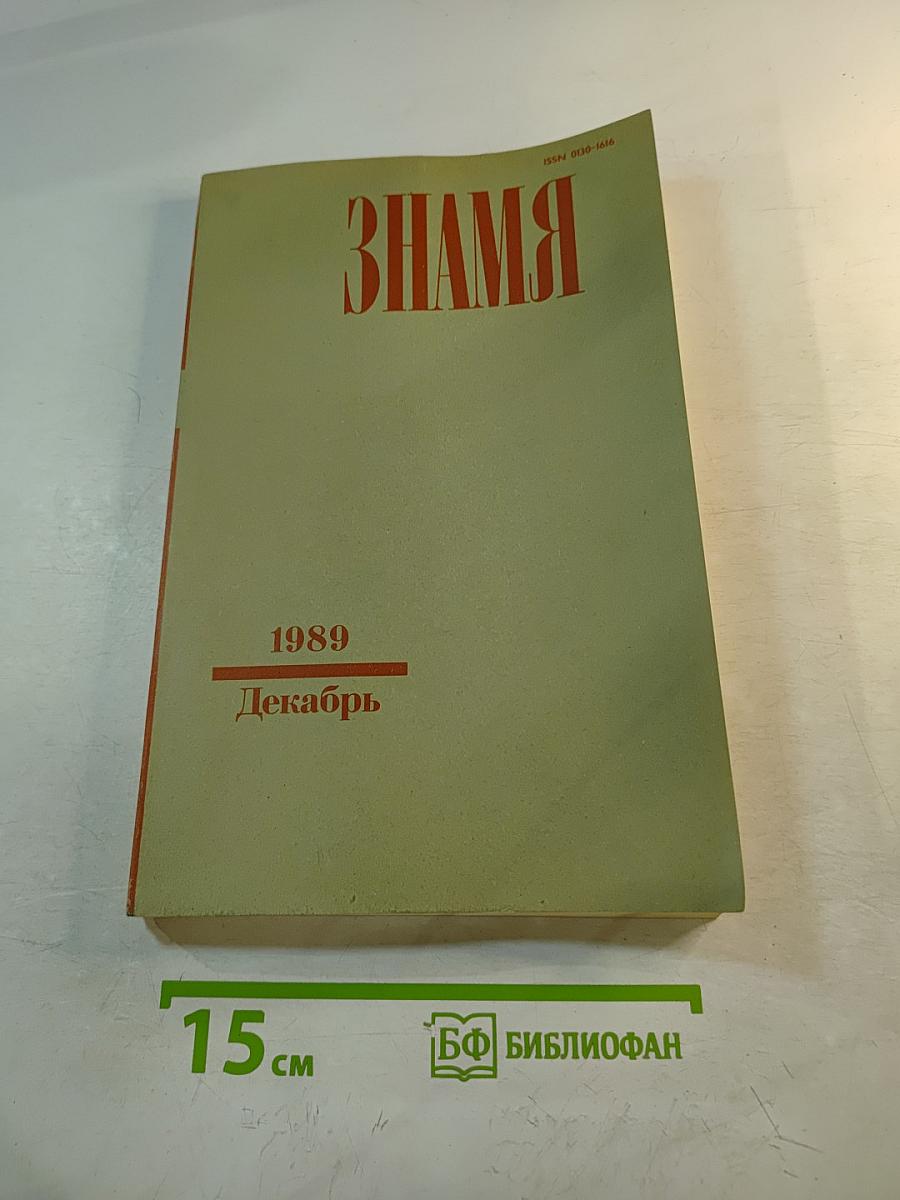 ISSN 0130-1616
ЗНАМЯ
1989
Декабрь
15 см
БФ БИБЛИОФАН